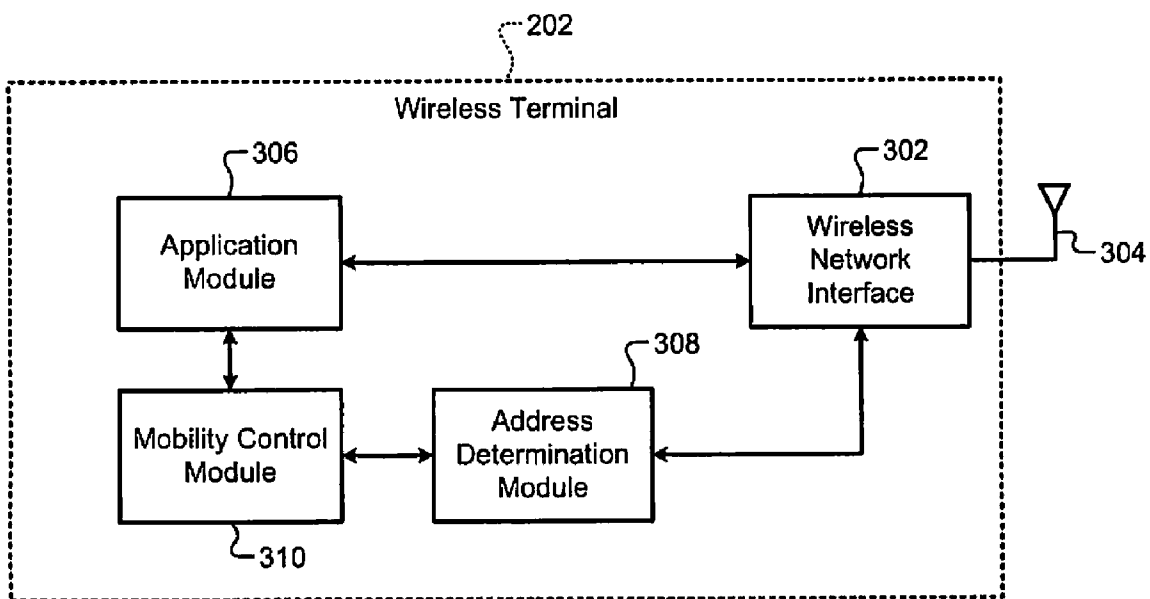 202
Wireless Terminal
306
302
Application
Module
Wireless
Network
Interface
304
308
Mobility Control
Module
Address
Determination
Module
310